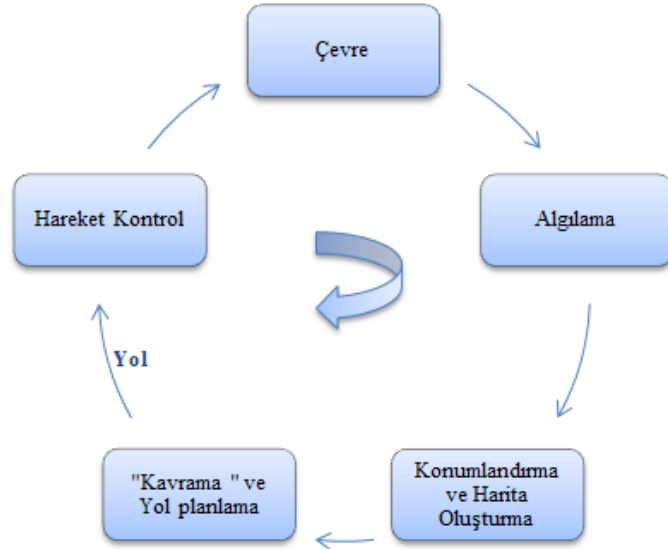 Çevre
Algılama
Konumlandırma
ve Harita
Oluşturma
"Kavrama " ve
Yol planlama
Yol
Hareket Kontrol